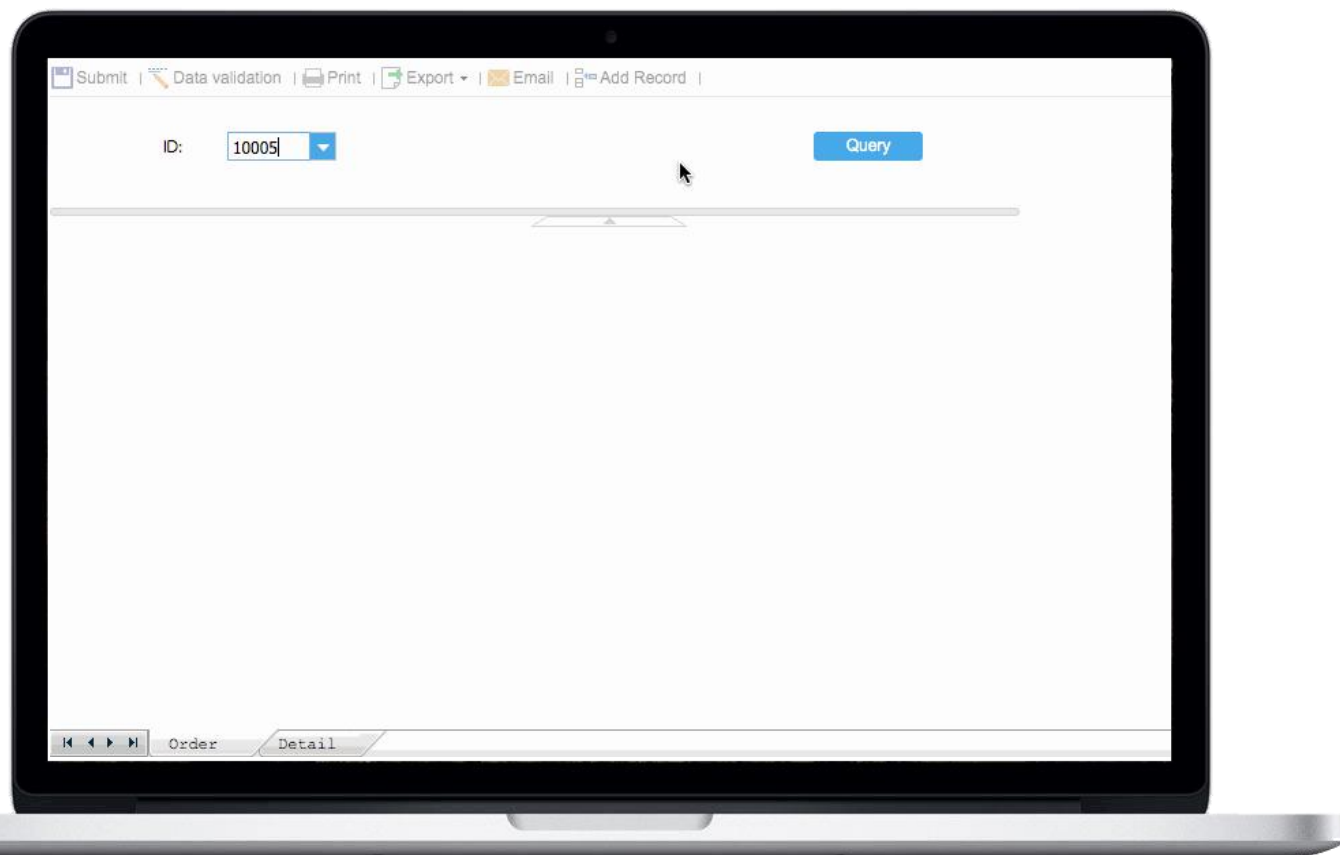 Submit | Data validation | Print | Export | Email | Add Record |
ID: 10005 Query
Order Detail